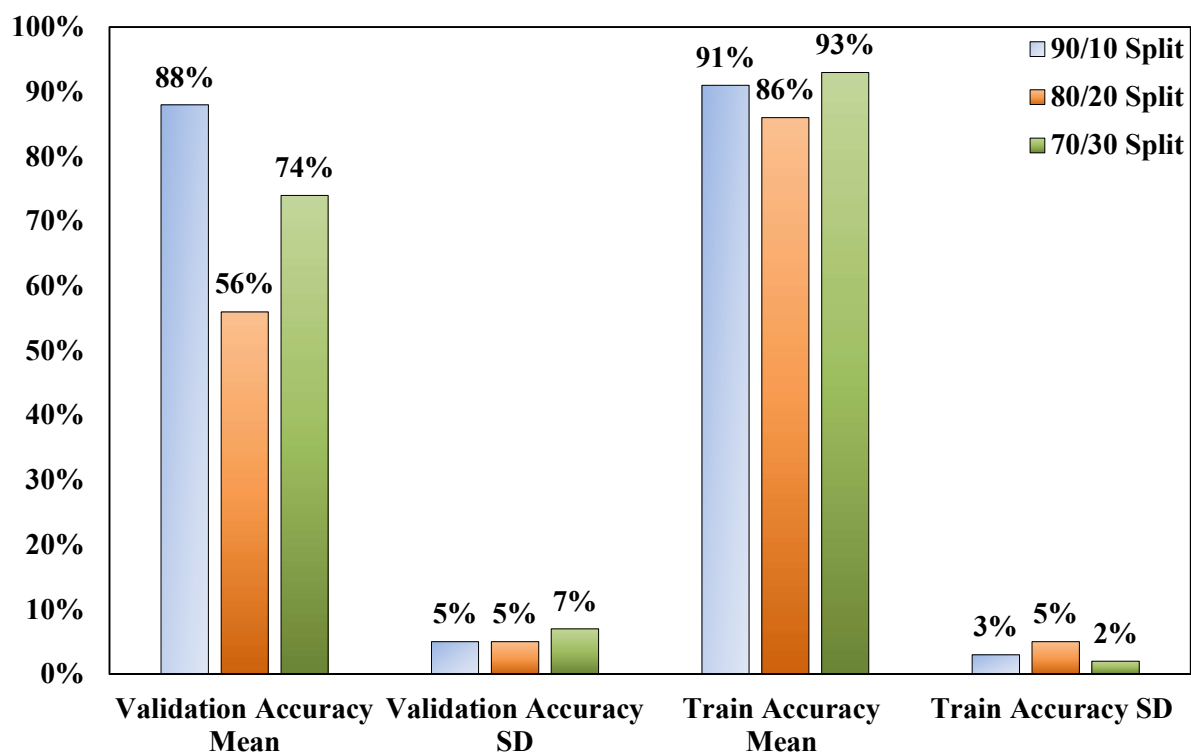 100%
90%
80%
70%
60%
50%
40%
30%
20%
10%
0%
88%
56%
74%
5%
5%
7%
91%
86%
93%
3%
5%
2%
90/10 Split
80/20 Split
70/30 Split
Validation Accuracy
Mean
Validation Accuracy
SD
Train Accuracy
Mean
Train Accuracy SD